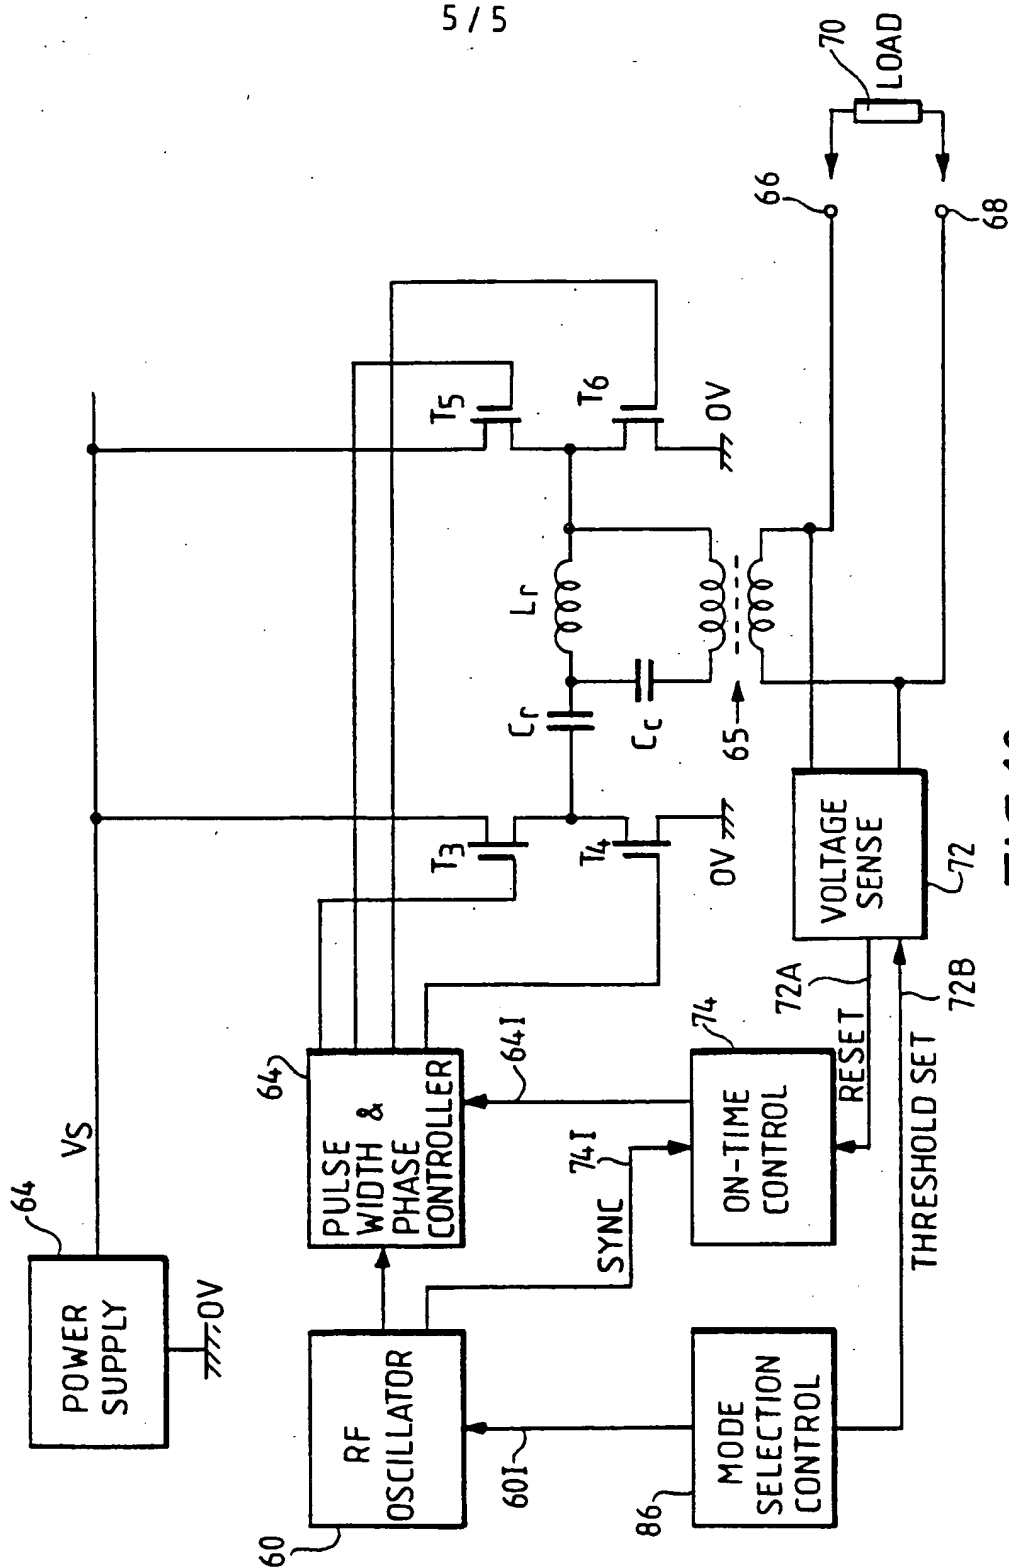 5/5
POWER
SUPPLY
64
VS
0V
RF
OSCILLATOR
60
60I
PULSE
WIDTH &
PHASE
CONTROLLER
64
64I
SYNC
74I
MODE
SELECTION
CONTROL
86
ON-TIME
CONTROL
74
RESET
72A
THRESHOLD SET
72B
VOLTAGE
SENSE
72
T3
T4
0V
T5
T6
0V
Cr
Lr
Cc
65
66
68
70
LOAD